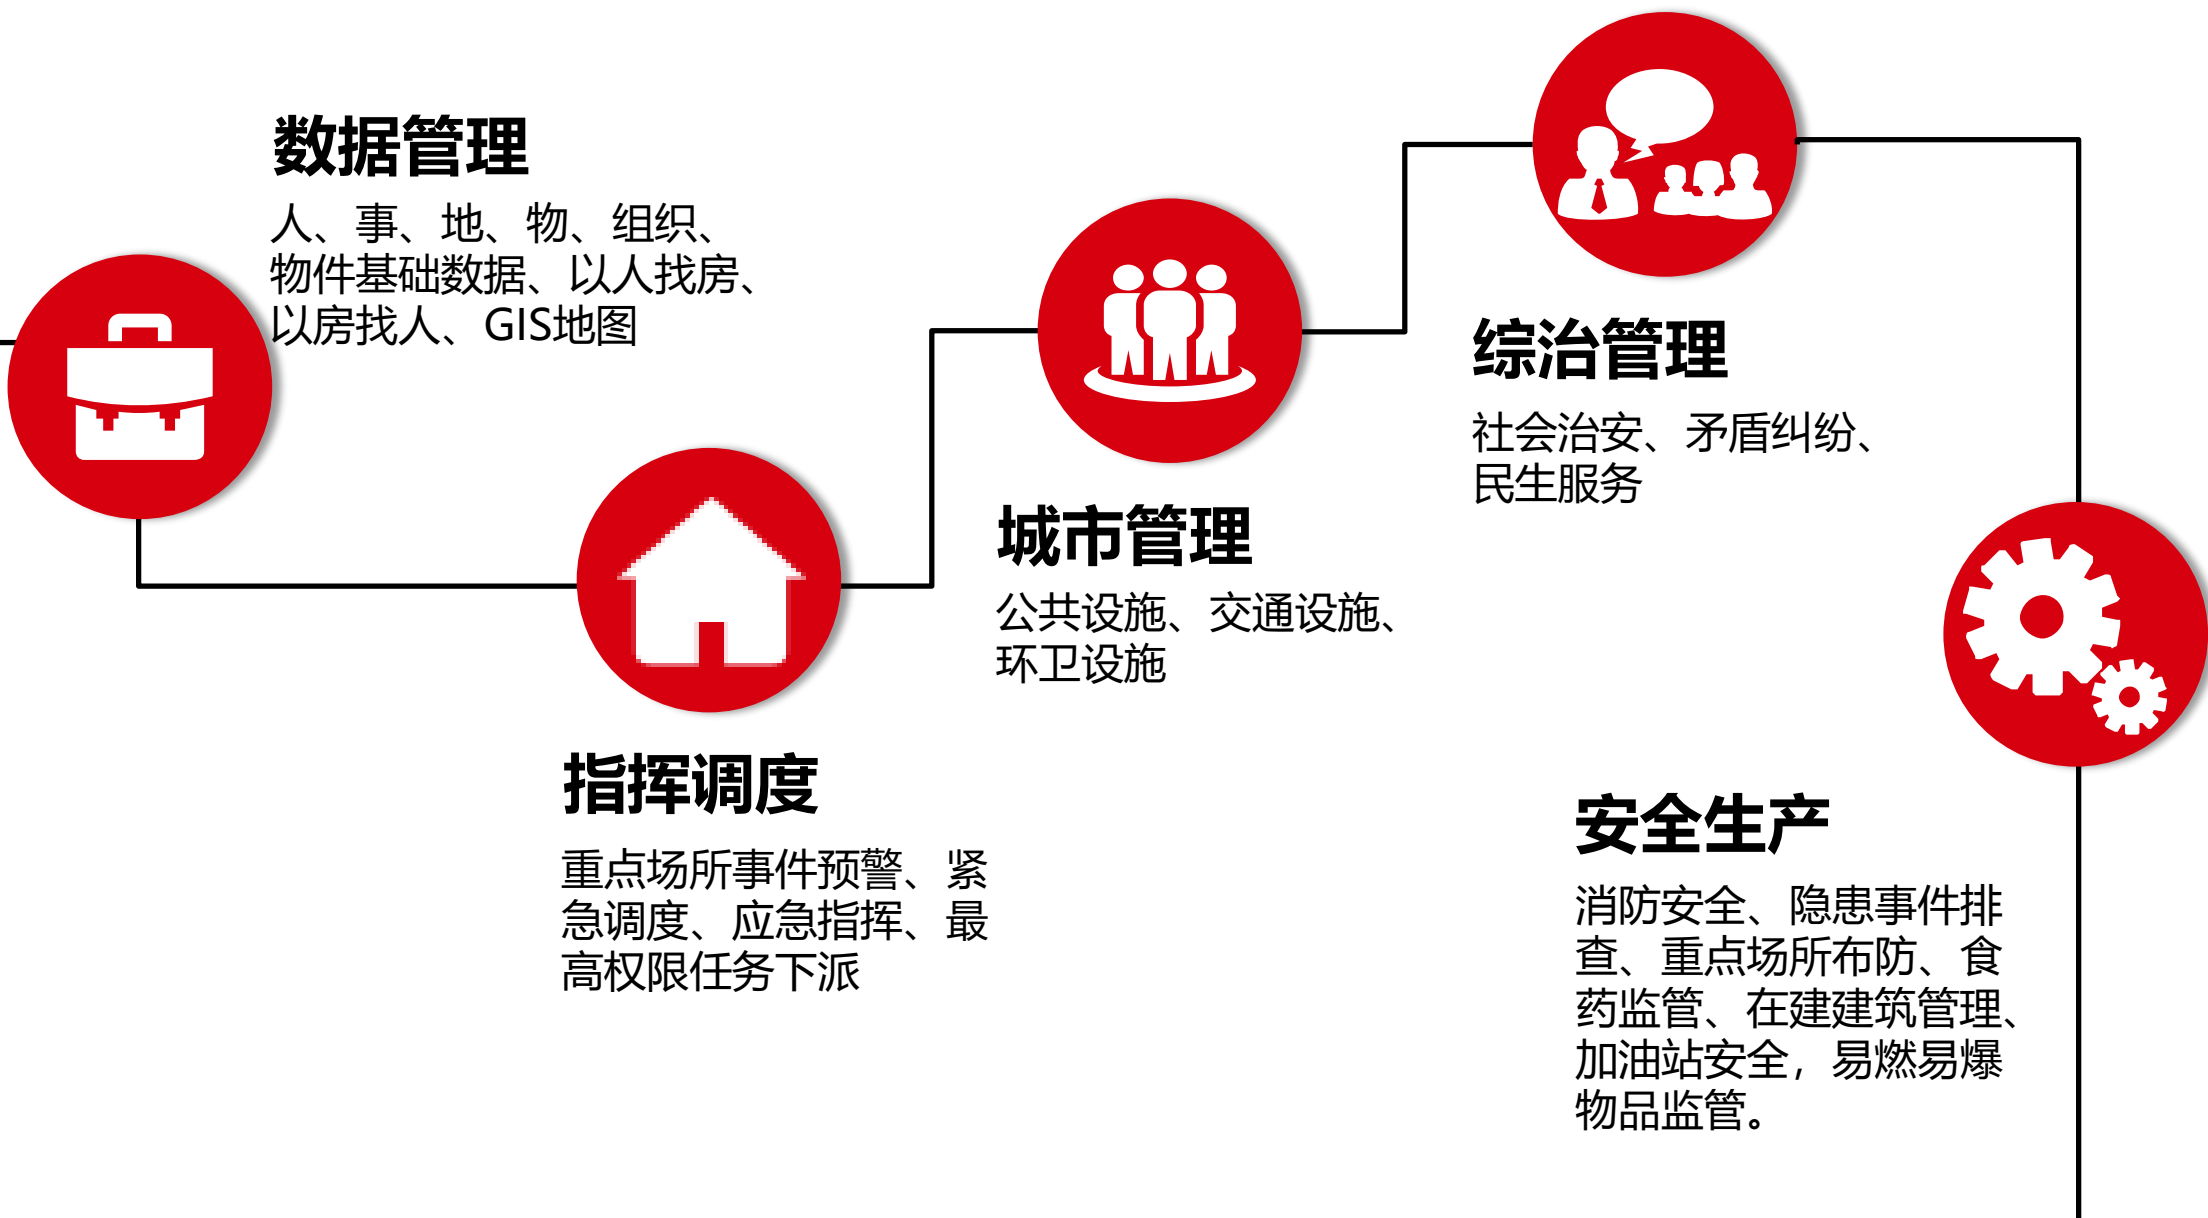 数据管理
人、事、地、物、组织、
物件基础数据、以人找房、
以房找人、GIS地图
指挥调度
重点场所事件预警、紧
急调度、应急指挥、最
高权限任务下派
城市管理
公共设施、交通设施、
环卫设施
综治管理
社会治安、矛盾纠纷、
民生服务
安全生产
消防安全、隐患事件排
查、重点场所布防、食
药监管、在建建筑管理、
加油站安全，易燃易爆
物品监管。